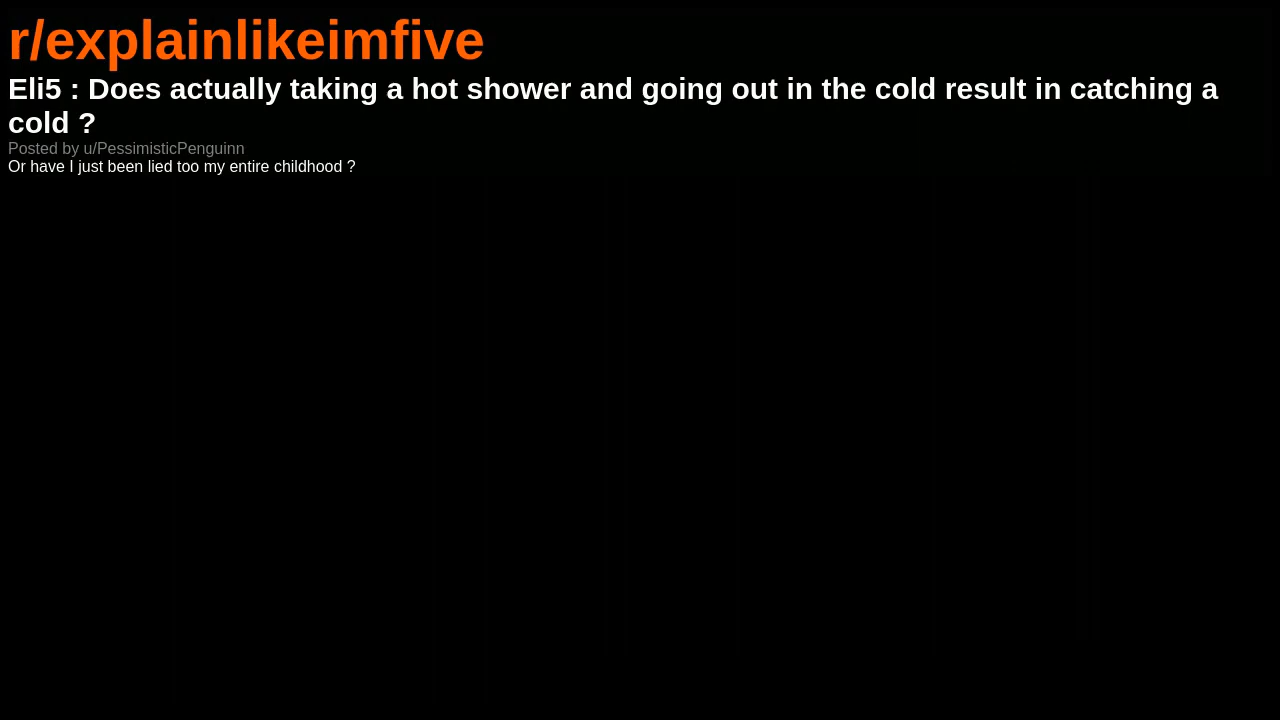 r/explainlikeimfive
Eli5 : Does actually taking a hot shower and going out in the cold result in catching a
cold ?
Posted by u/PessimisticPenguinn
Or have I just been lied too my entire childhood ?